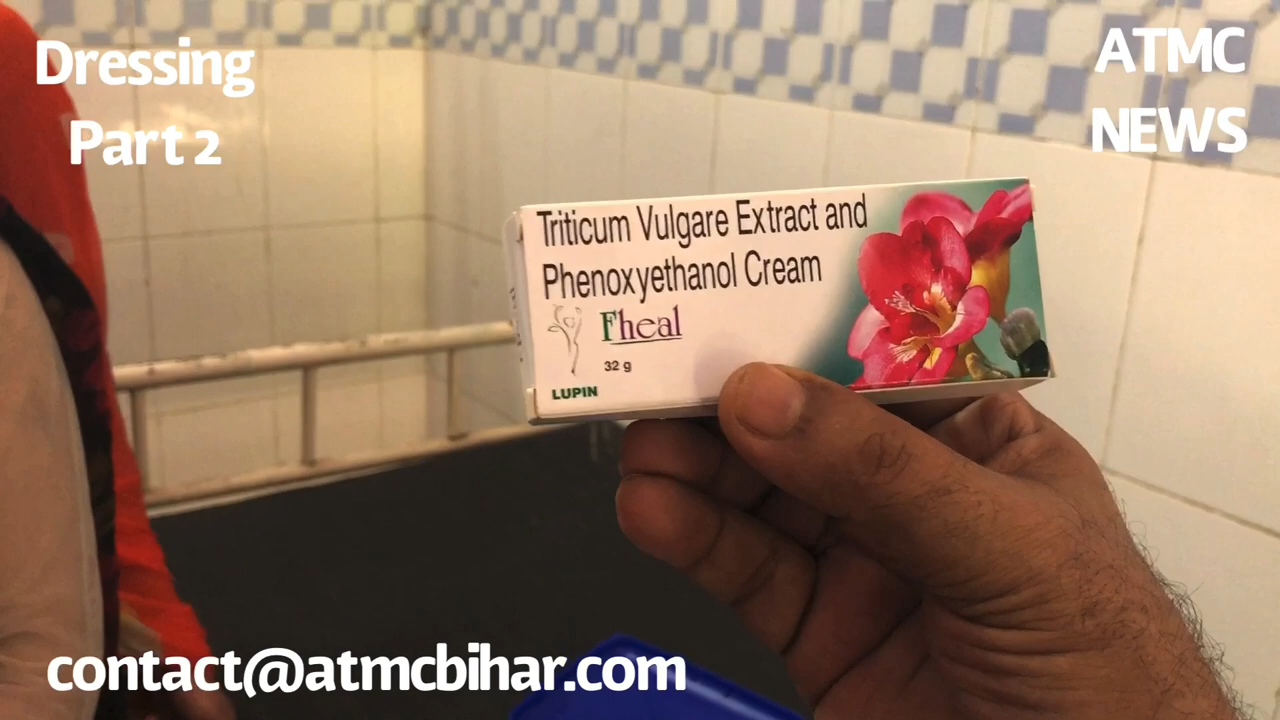 Dressing
Part 2
ATMC
NEWS
Triticum Vulgare Extract and
Phenoxyethanol Cream
Fheal
32 g
LUPIN
contact@atmcbihar.com